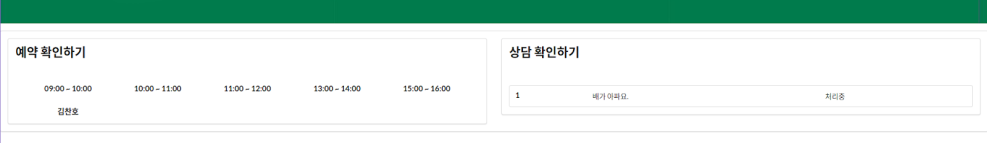 예약 확인하기
09:00 ~ 10:00 10:00 ~ 11:00 11:00 ~ 12:00 13:00 ~ 14:00 15:00 ~ 16:00
김찬호
상담 확인하기
1 배가 아파요. 처리중